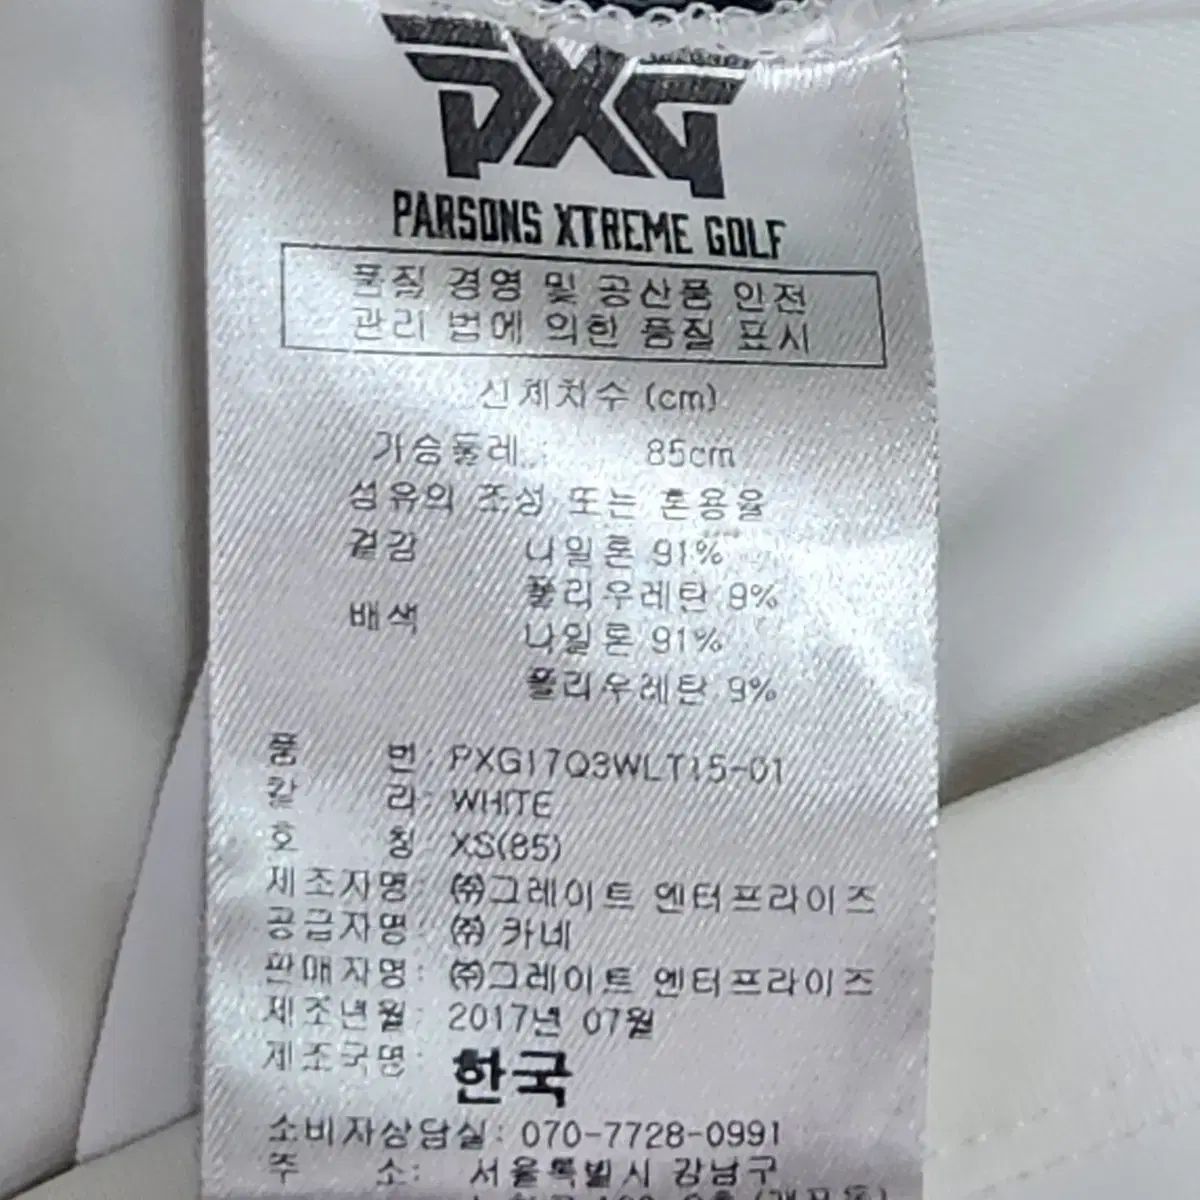 PXG
PARSONS XTREME GOLF
품질 경영 및 공산품 안전
관리 법에 의한 품질 표시
신체치수 (cm)
가슴둘레 : 85cm
섬유의 조성 또는 혼용율
겉감 나일론 91%
폴리우레탄 9%
배색 나일론 91%
폴리우레탄 9%
품 번: PXG17Q3WLT15-01
칼 라: WHITE
호 칭: XS(85)
제조자명: ㈜그레이트 엔터프라이즈
공급자명: ㈜ 카네
판매자명: ㈜그레이트 엔터프라이즈
제조년월: 2017년 07월
제조국명: 한국
소비자상담실: 070-7728-0991
주 소: 서울특별시 강남구